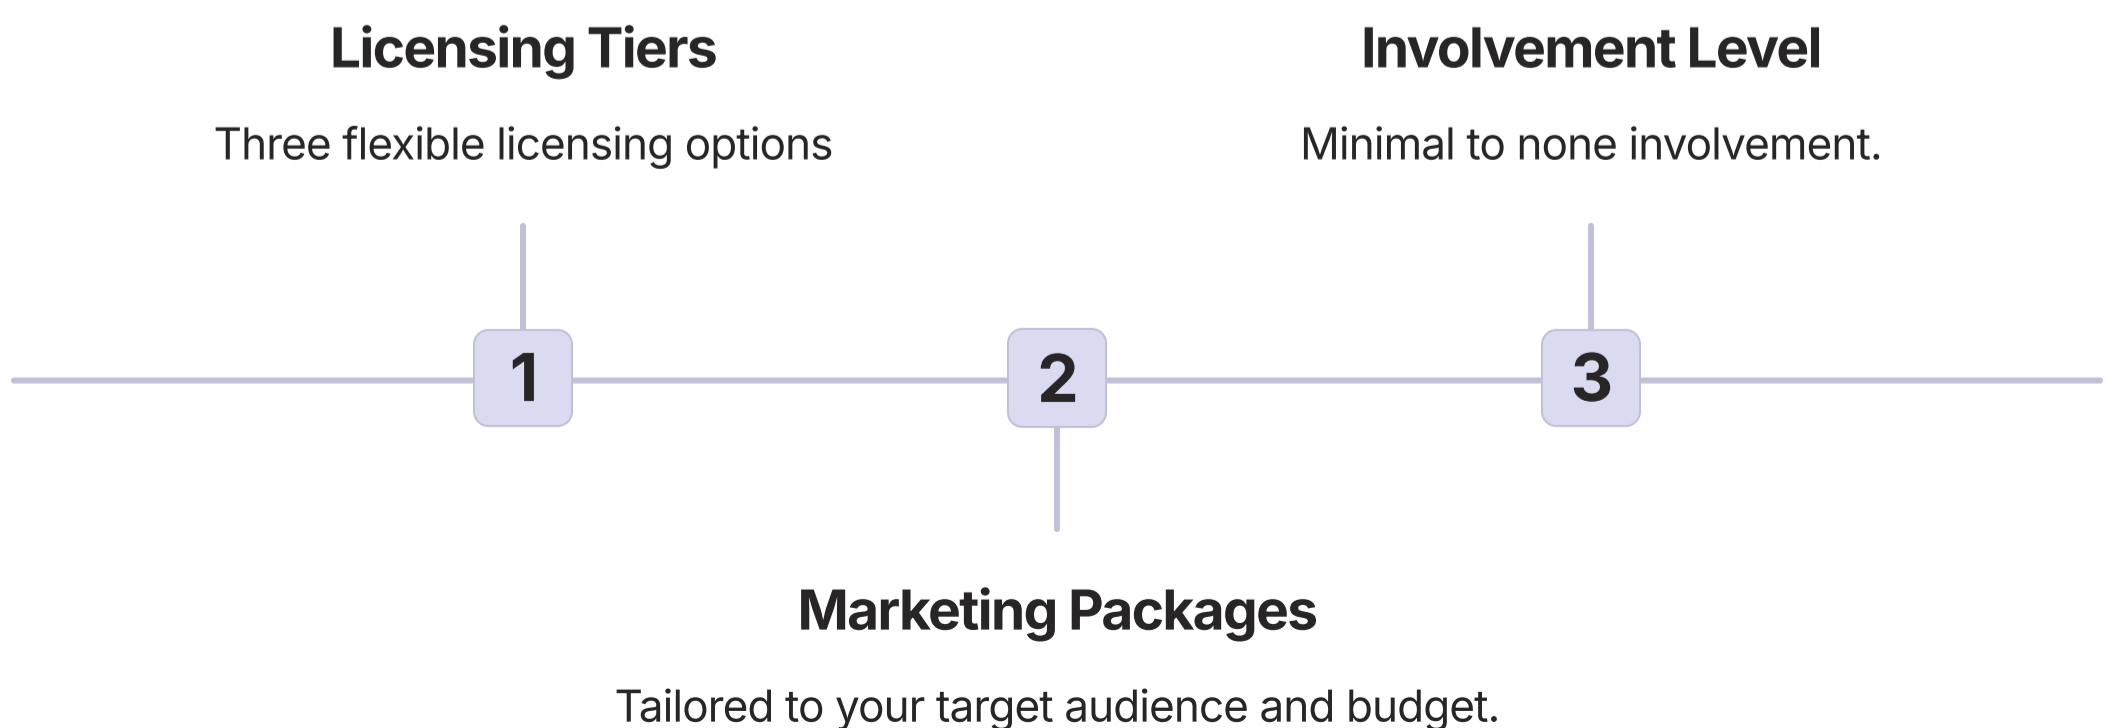 Licensing Tiers
Three flexible licensing options
1
2
Marketing Packages
Tailored to your target audience and budget.
Involvement Level
Minimal to none involvement.
3